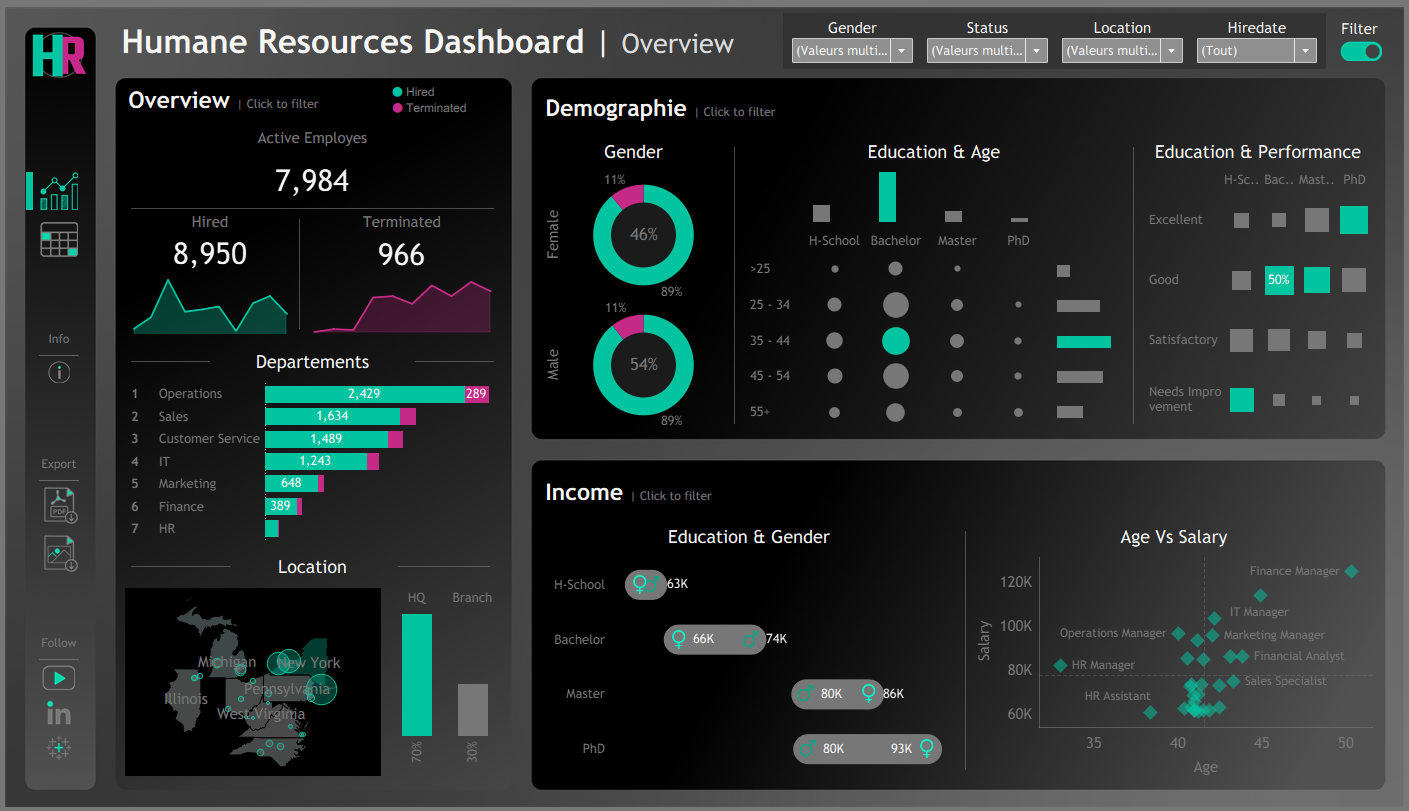 HR
Humane Resources Dashboard | Overview
Gender
(Valeurs multi...
Status
(Valeurs multi...
Location
(Valeurs multi...
Hiredate
(Tout)
Filter
Info
Export
PDF
Follow
in
Overview | Click to filter
Hired
Terminated
Active Employes
7,984
Hired
8,950
Terminated
966
Departements
1 Operations 2,429 289
2 Sales 1,634
3 Customer Service 1,489
4 IT 1,243
5 Marketing 648
6 Finance 389
7 HR
Location
Michigan
New York
Illinois
Pennsylvania
West Virginia
HQ Branch
70% 30%
Demographie | Click to filter
Gender
Female
11%
46%
89%
Male
11%
54%
89%
Education & Age
H-School Bachelor Master PhD
>25
25 - 34
35 - 44
45 - 54
55+
Education & Performance
H-Sc.. Bac.. Mast.. PhD
Excellent
Good 50%
Satisfactory
Needs Impro
vement
Income | Click to filter
Education & Gender
H-School 63K
Bachelor 66K 74K
Master 80K 86K
PhD 80K 93K
Age Vs Salary
Salary
120K
100K
80K
60K
Finance Manager
IT Manager
Operations Manager
Marketing Manager
Financial Analyst
HR Manager
Sales Specialist
HR Assistant
35 40 45 50
Age